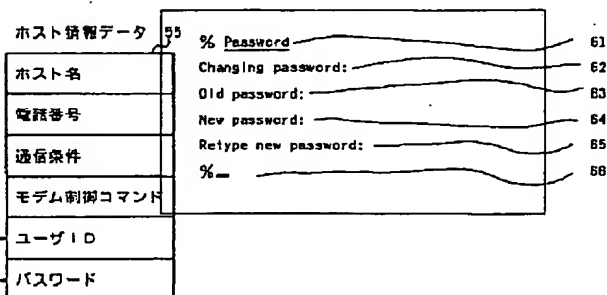 ホスト情報データ 55
ホスト名
電話番号
通信条件
モデム制御コマンド
ユーザID
パスワード
% Password 61
Changing password: 62
Old password: 63
New password: 64
Retype new password: 65
%_ 66